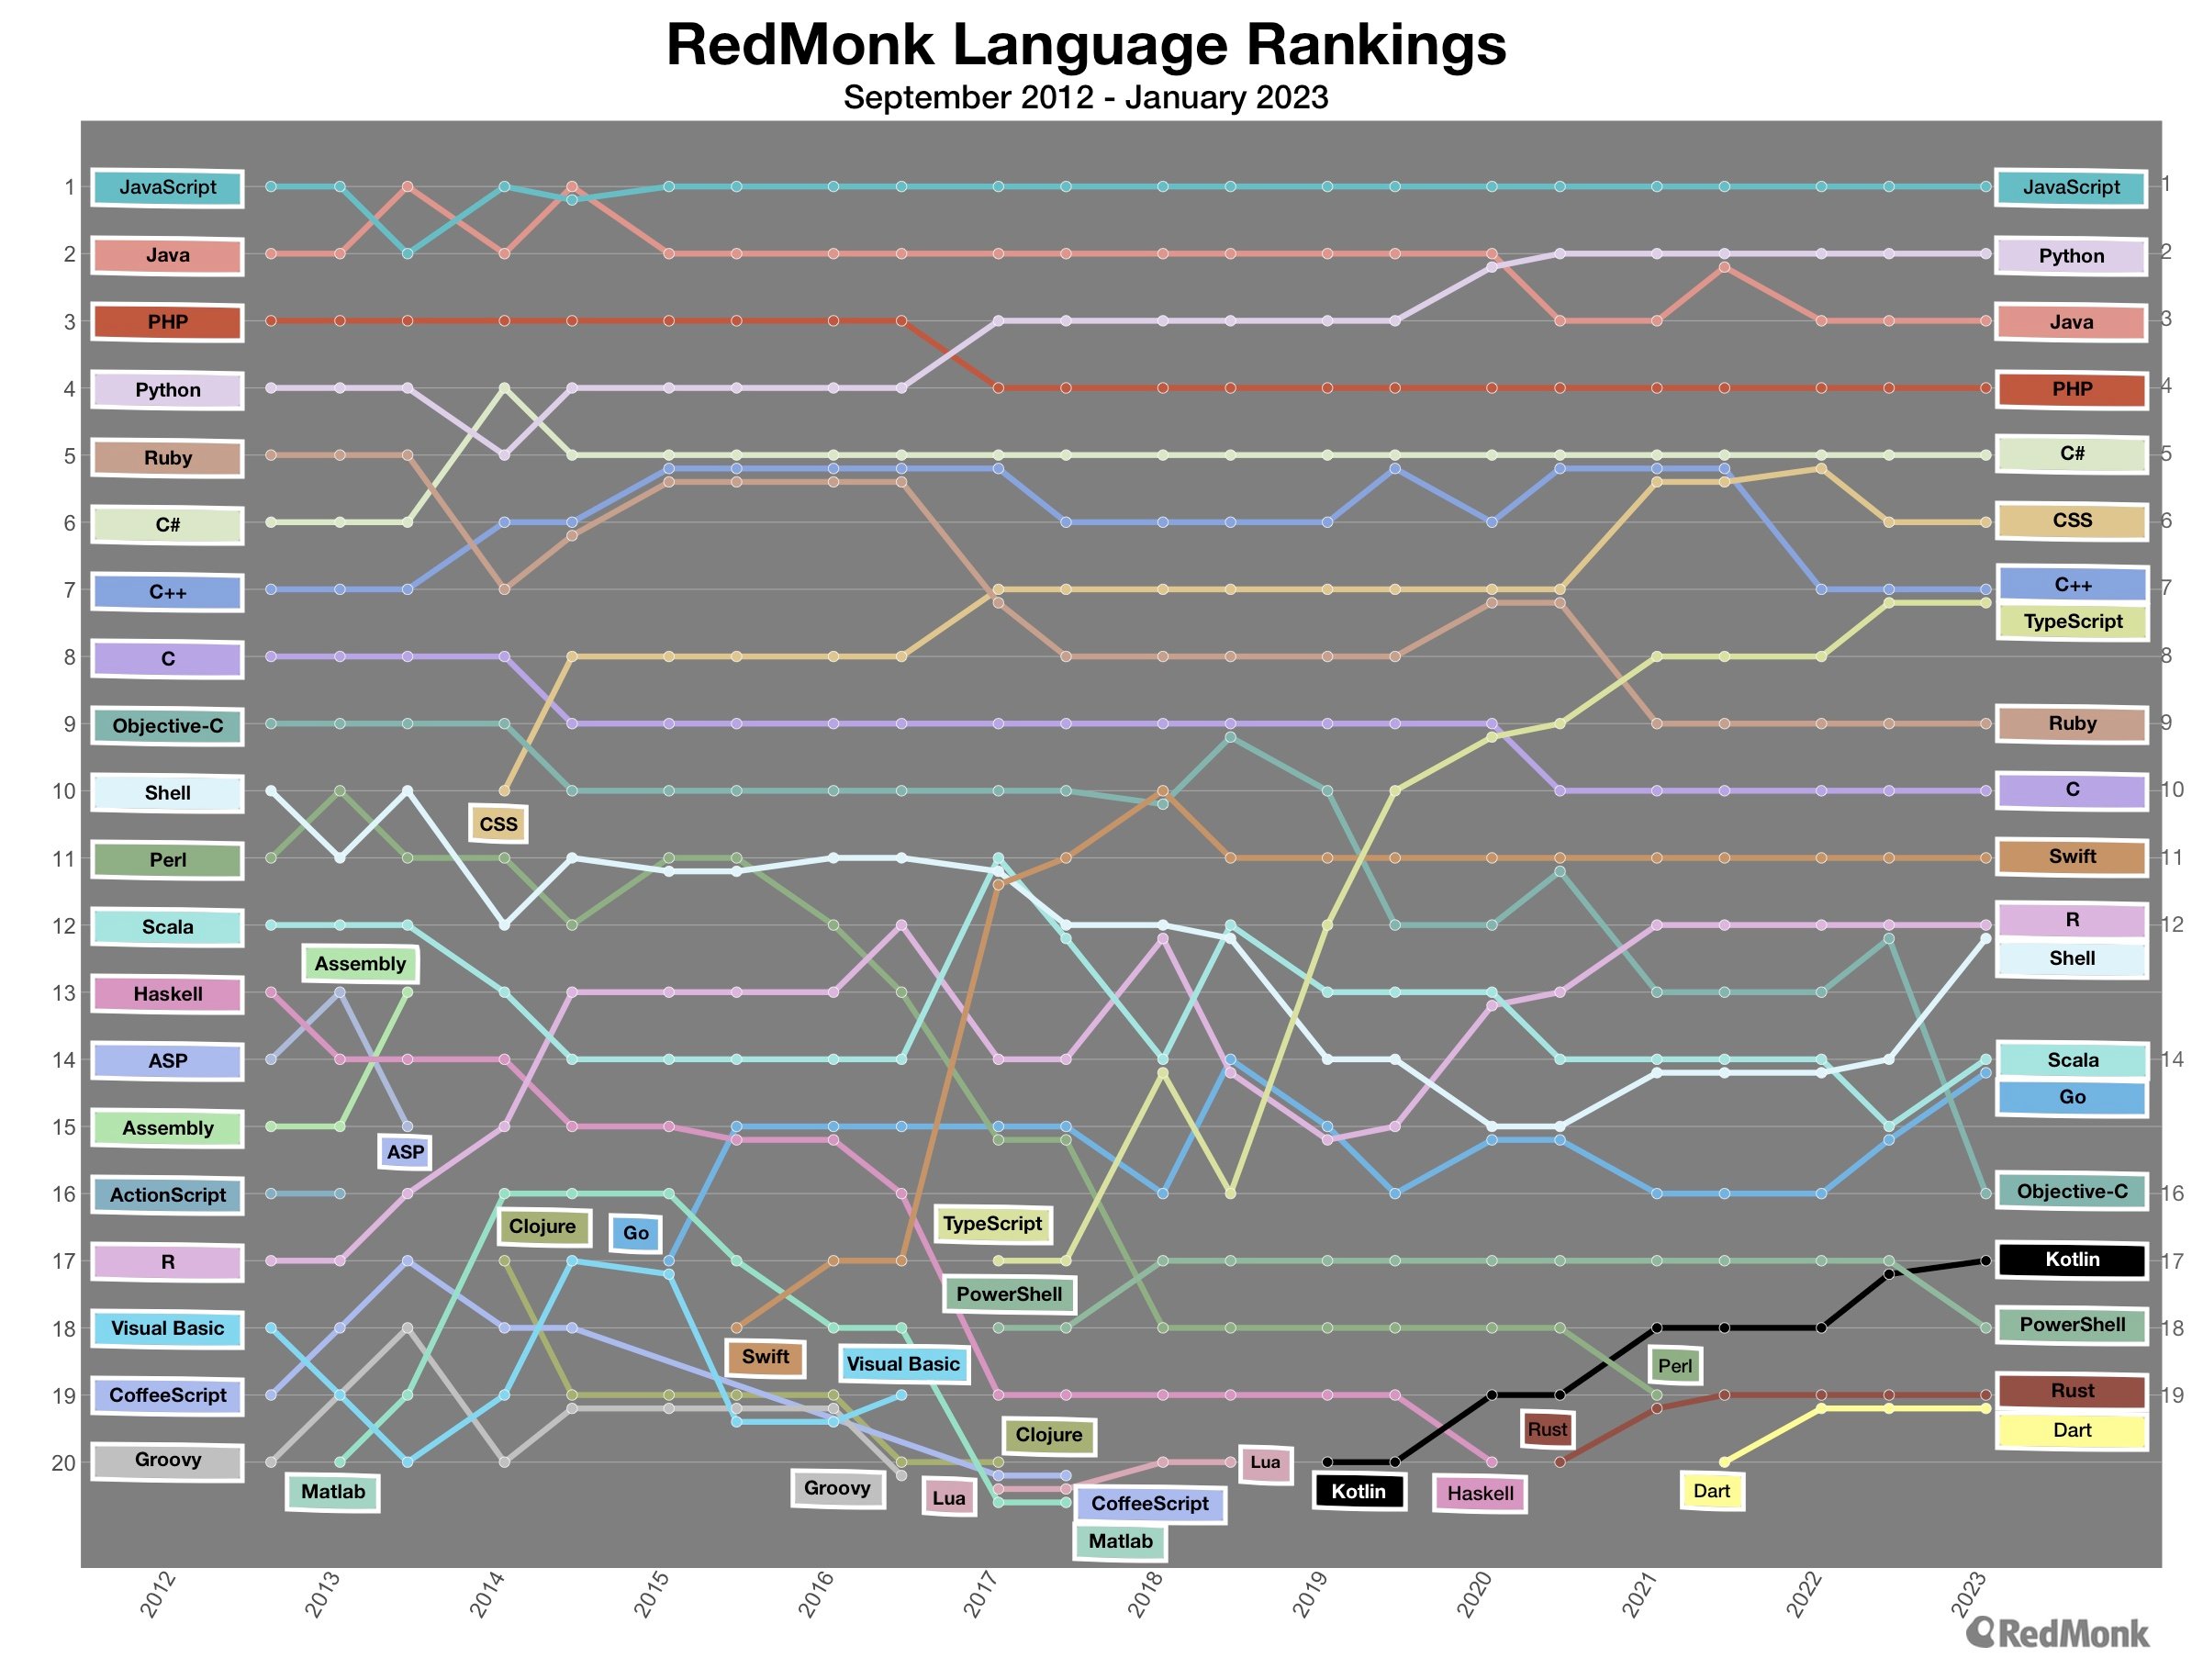 RedMonk Language Rankings
September 2012 - January 2023
1 JavaScript JavaScript 1
2 Java Python 2
3 PHP Java 3
4 Python PHP 4
5 Ruby C# 5
6 C# CSS 6
7 C++ C++ 7
TypeScript
8 C 8
9 Objective-C Ruby 9
10 Shell C 10
CSS
11 Perl Swift 11
12 Scala R 12
Assembly Shell
13 Haskell
14 ASP Scala 14
Go
15 Assembly
ASP
16 ActionScript Objective-C 16
Clojure Go TypeScript
17 R Kotlin 17
PowerShell
18 Visual Basic PowerShell 18
Swift Visual Basic Perl
19 CoffeeScript Rust 19
Clojure Rust Dart
20 Groovy Lua
Matlab Groovy Lua CoffeeScript Kotlin Haskell Dart
Matlab
2012 2013 2014 2015 2016 2017 2018 2019 2020 2021 2022 2023
RedMonk